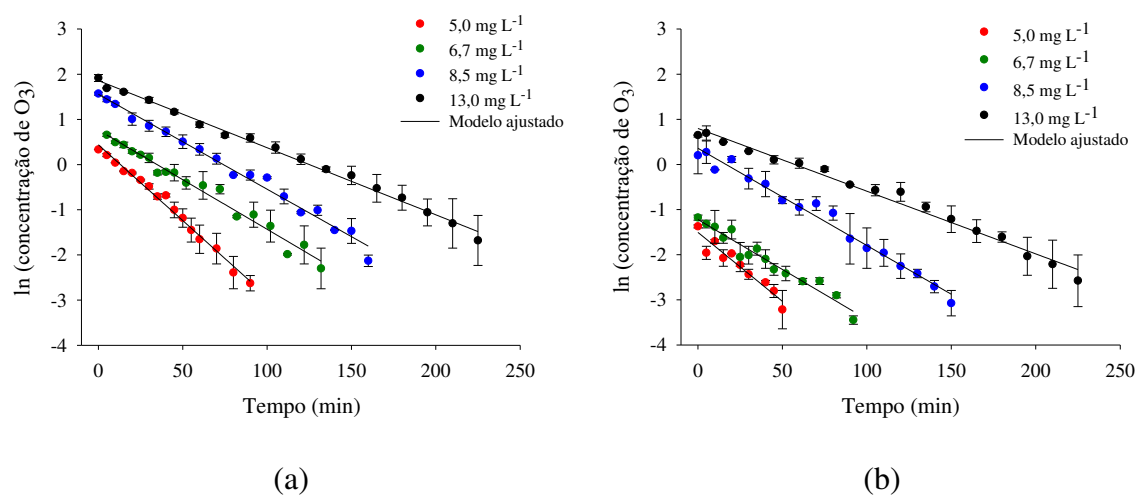 5,0 mg L-1
6,7 mg L-1
8,5 mg L-1
13,0 mg L-1
Modelo ajustado
ln (concentração de O3)
3
2
1
0
-1
-2
-3
-4
0 50 100 150 200 250
Tempo (min)
(a)
5,0 mg L-1
6,7 mg L-1
8,5 mg L-1
13,0 mg L-1
Modelo ajustado
ln (concentração de O3)
3
2
1
0
-1
-2
-3
-4
0 50 100 150 200 250
Tempo (min)
(b)